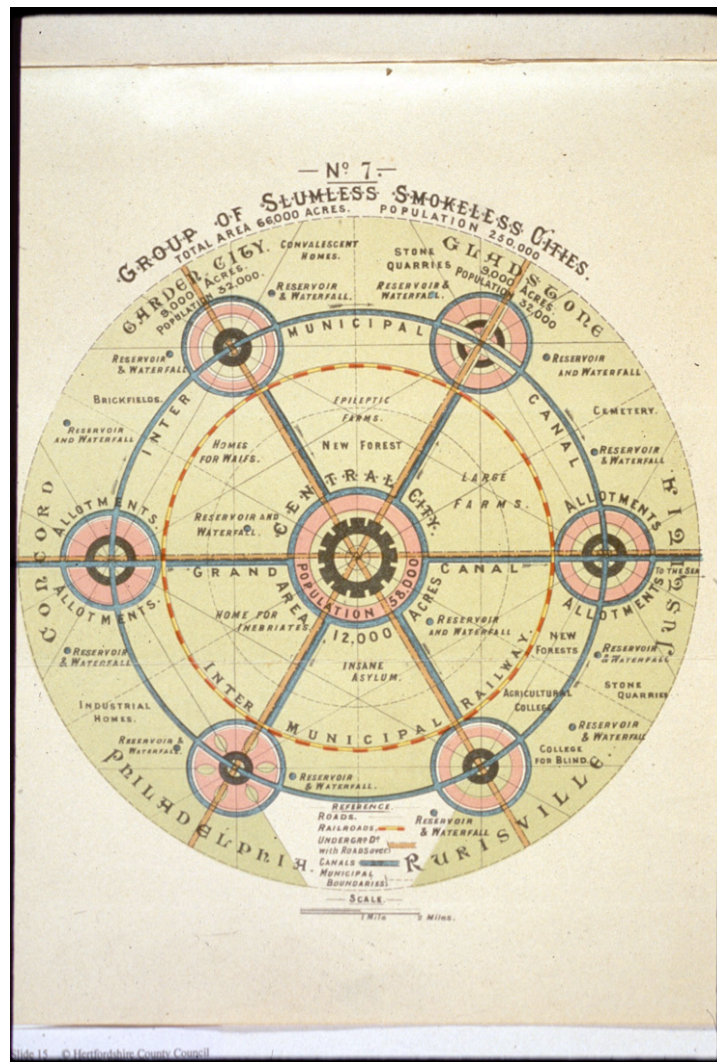 — Nº 7. —
GROUP OF SLUMLESS SMOKELESS CITIES.
TOTAL AREA 66,000 ACRES. POPULATION 250,000
GARDEN CITY.
9,000 ACRES.
POPULATION 32,000.
CONVALESCENT
HOMES.
STONE
QUARRIES
GLADSTONE
9,000 ACRES.
POPULATION 32,000
RESERVOIR
& WATERFALL.
RESERVOIR &
WATERFALL.
INTER MUNICIPAL CANAL
RESERVOIR
& WATERFALL
RESERVOIR
AND WATERFALL
BRICKFIELDS.
EPILEPTIC
FARMS.
CEMETERY.
RESERVOIR
AND WATERFALL
HOMES
FOR WAIFS.
NEW FOREST
RESERVOIR
& WATERFALL
LARGE
FARMS.
CONCORD
ALLOTMENTS
CENTRAL CITY.
ALLOTMENTS
JUSTITIA
RESERVOIR AND
WATERFALL.
GRAND CANAL
TO THE SEA
POPULATION 58,000
AREA 12,000 ACRES
ALLOTMENTS.
ALLOTMENTS
HOME FOR
INEBRIATES.
RESERVOIR
AND WATERFALL
NEW
FORESTS
RESERVOIR
& WATERFALL
RESERVOIR
& WATERFALL
INSANE
ASYLUM.
INTER MUNICIPAL RAILWAY
AGRICULTURAL
COLLEGE
STONE
QUARRIES
INDUSTRIAL
HOMES.
RESERVOIR
& WATERFALL
RESERVOIR &
WATERFALL.
COLLEGE
FOR BLIND.
RESERVOIR
& WATERFALL.
PHILADELPHIA
RURISVILLE
REFERENCE.
ROADS.
RAILROADS.
UNDERGRD Dº
with ROADS over
CANALS
MUNICIPAL
BOUNDARIES
RESERVOIR
& WATERFALL
— SCALE. —
1 Mile 2 Miles.
Slide 15 © Hertfordshire County Council